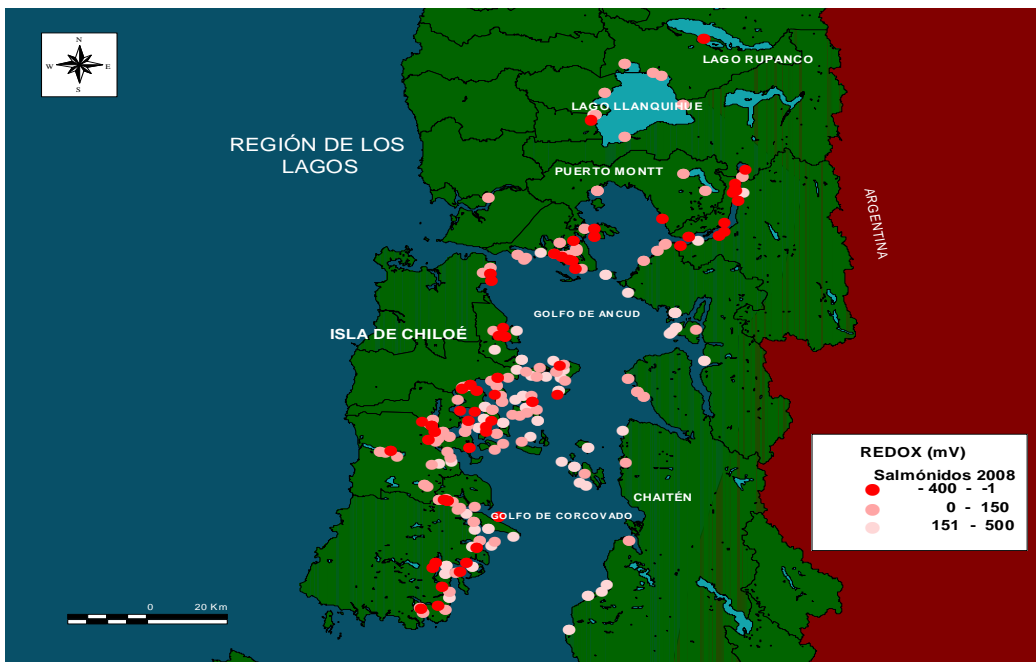 N
W E
S
LAGO RUPANCO
LAGO LLANQUIHUE
REGIÓN DE LOS
LAGOS
PUERTO MONTT
ARGENTINA
GOLFO DE ANCUD
ISLA DE CHILOÉ
REDOX (mV)
Salmónidos 2008
-400 - -1
0 - 150
151 - 500
CHAITÉN
GOLFO DE CORCOVADO
0 20 Km